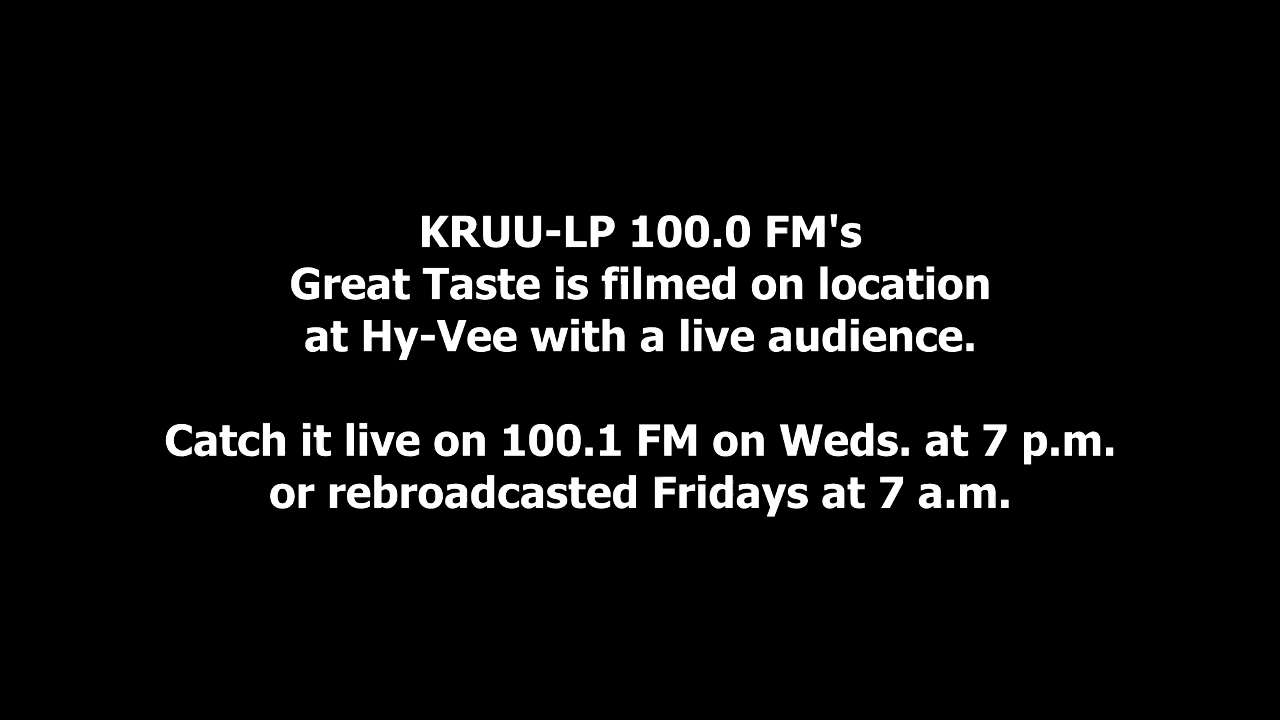 KRUU-LP 100.0 FM's
Great Taste is filmed on location
at Hy-Vee with a live audience.
Catch it live on 100.1 FM on Weds. at 7 p.m.
or rebroadcasted Fridays at 7 a.m.